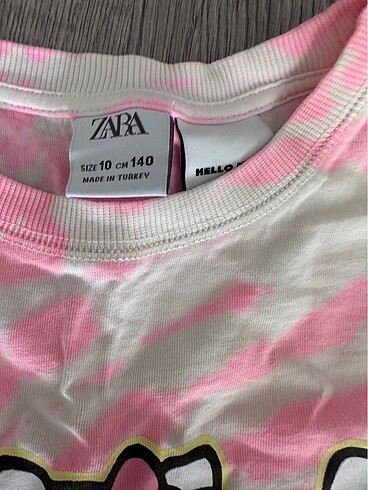 ZARA
SIZE 10 CM 140
MADE IN TURKEY
HELLO